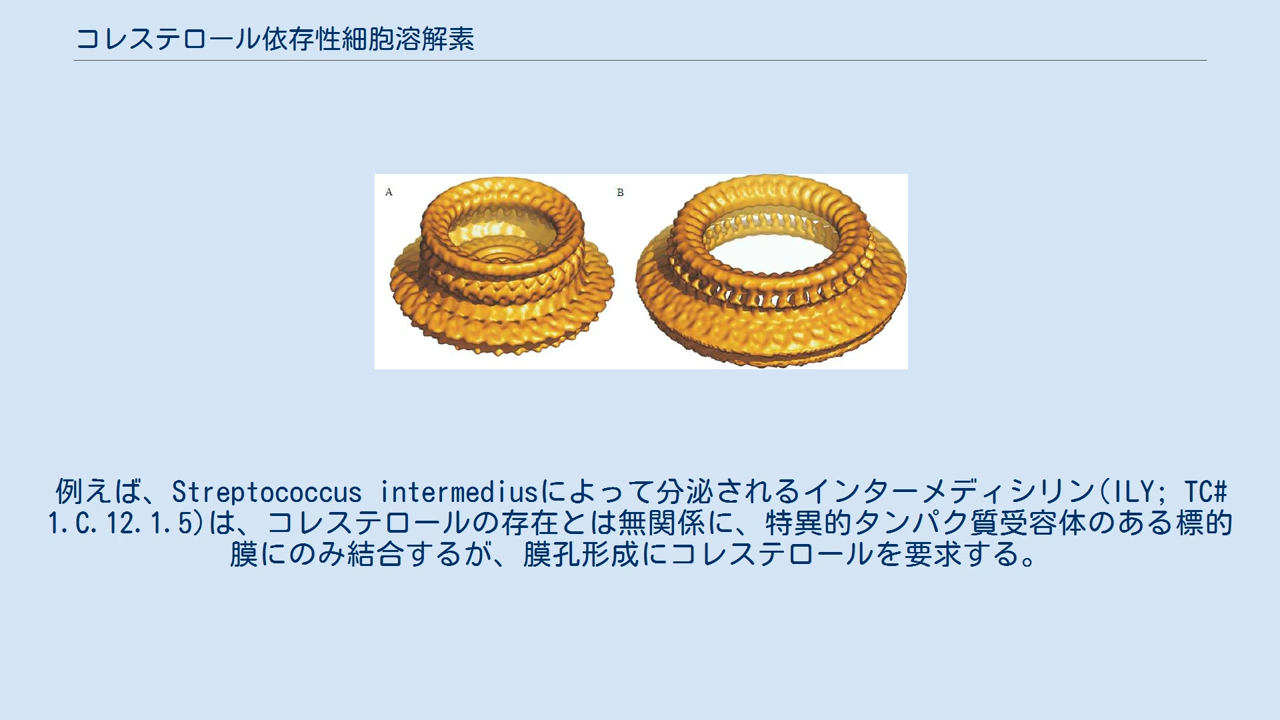 コレステロール依存性細胞溶解素
A
B
例えば、Streptococcus intermediusによって分泌されるインターメディシリン(ILY; TC#
1.C.12.1.5)は、コレステロールの存在とは無関係に、特異的タンパク質受容体のある標的
膜にのみ結合するが、膜孔形成にコレステロールを要求する。